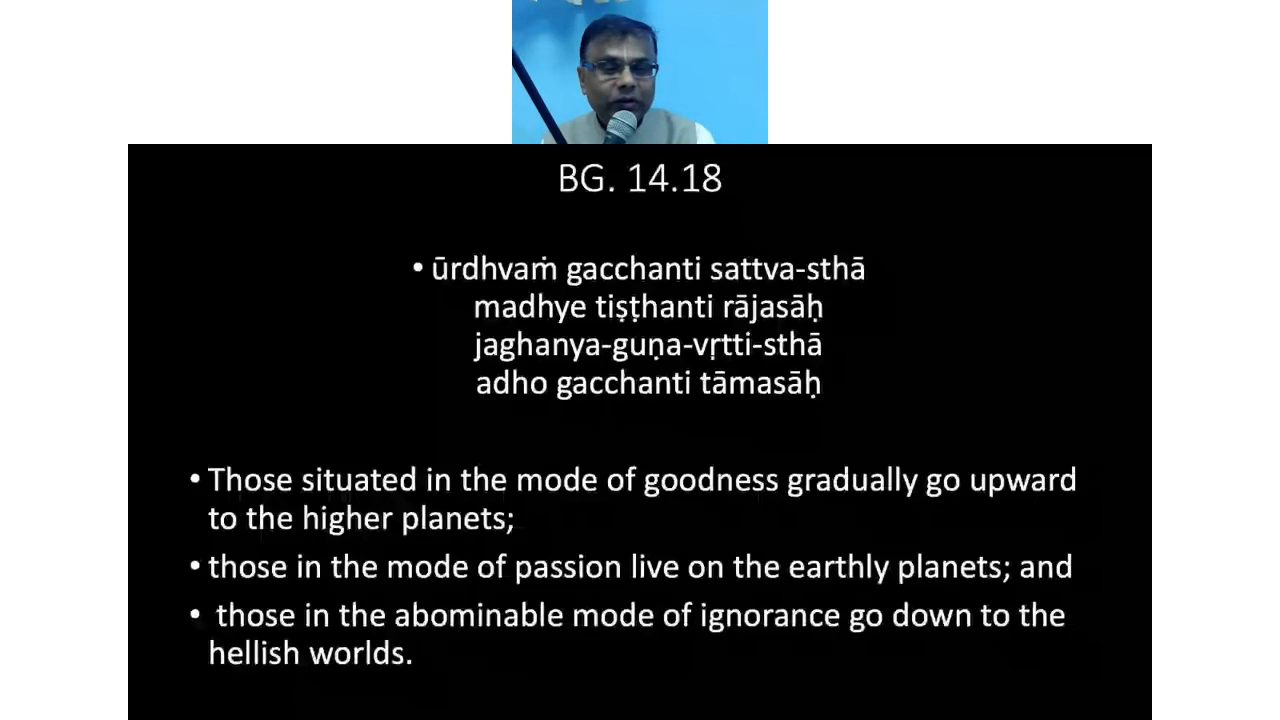 BG. 14.18
• ūrdhvaṁ gacchanti sattva-sthā
madhye tiṣṭhanti rājasāḥ
jaghanya-guṇa-vṛtti-sthā
adho gacchanti tāmasāḥ
• Those situated in the mode of goodness gradually go upward
to the higher planets;
• those in the mode of passion live on the earthly planets; and
• those in the abominable mode of ignorance go down to the
hellish worlds.